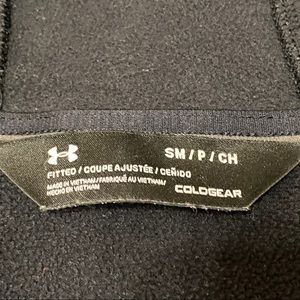 SM / P / CH
FITTED / COUPE AJUSTÉE / CEÑIDO
MADE IN VIETNAM/FABRIQUÉ AU VIETNAM/
HECHO EN VIETNAM
COLDGEAR